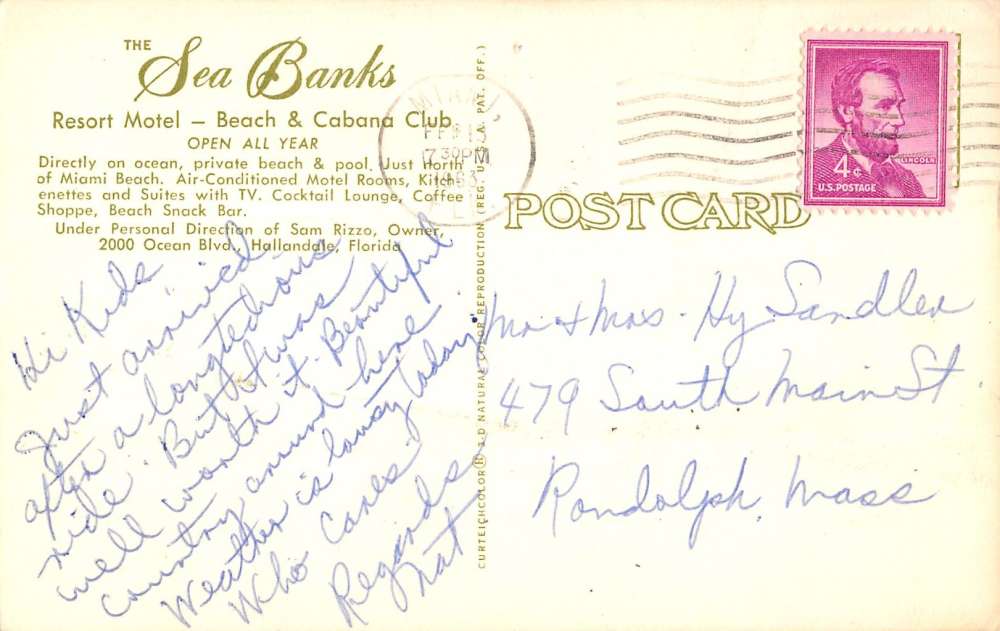 THE
Sea Banks
Resort Motel – Beach & Cabana Club
OPEN ALL YEAR
Directly on ocean, private beach & pool. Just North
of Miami Beach. Air-Conditioned Motel Rooms, Kitch-
enettes and Suites with TV. Cocktail Lounge, Coffee
Shoppe, Beach Snack Bar.
Under Personal Direction of Sam Rizzo, Owner,
2000 Ocean Blvd., Hallandale, Florida
Hi Kids
Just arrived
after a long tedious
ride. But it was
well worth it. Beautiful
country around here
Weather is lousy today
Who Cares
Regards
Nat
CURTEICHCOLOR® 3-D NATURAL COLOR REPRODUCTION (REG. U.S.A. PAT. OFF.)
MIAMI
FEB 15
7 30 PM
1963
4¢
LINCOLN
U.S. POSTAGE
POST CARD
Mr & Mrs. Hy Sandler
479 South Main St
Randolph, Mass